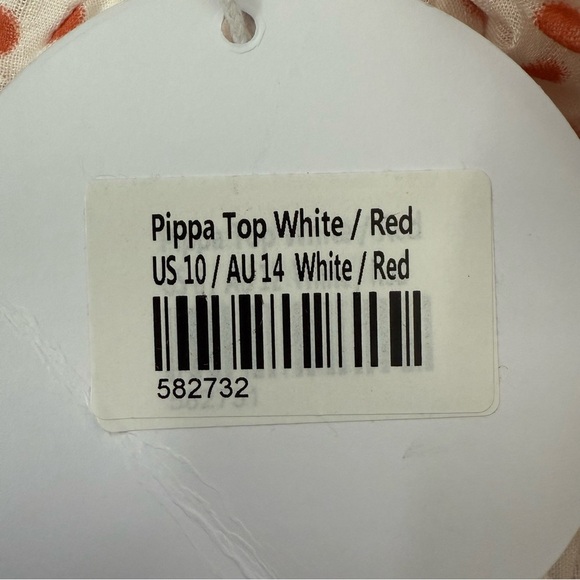 Pippa Top White / Red
US 10 / AU 14 White / Red
582732